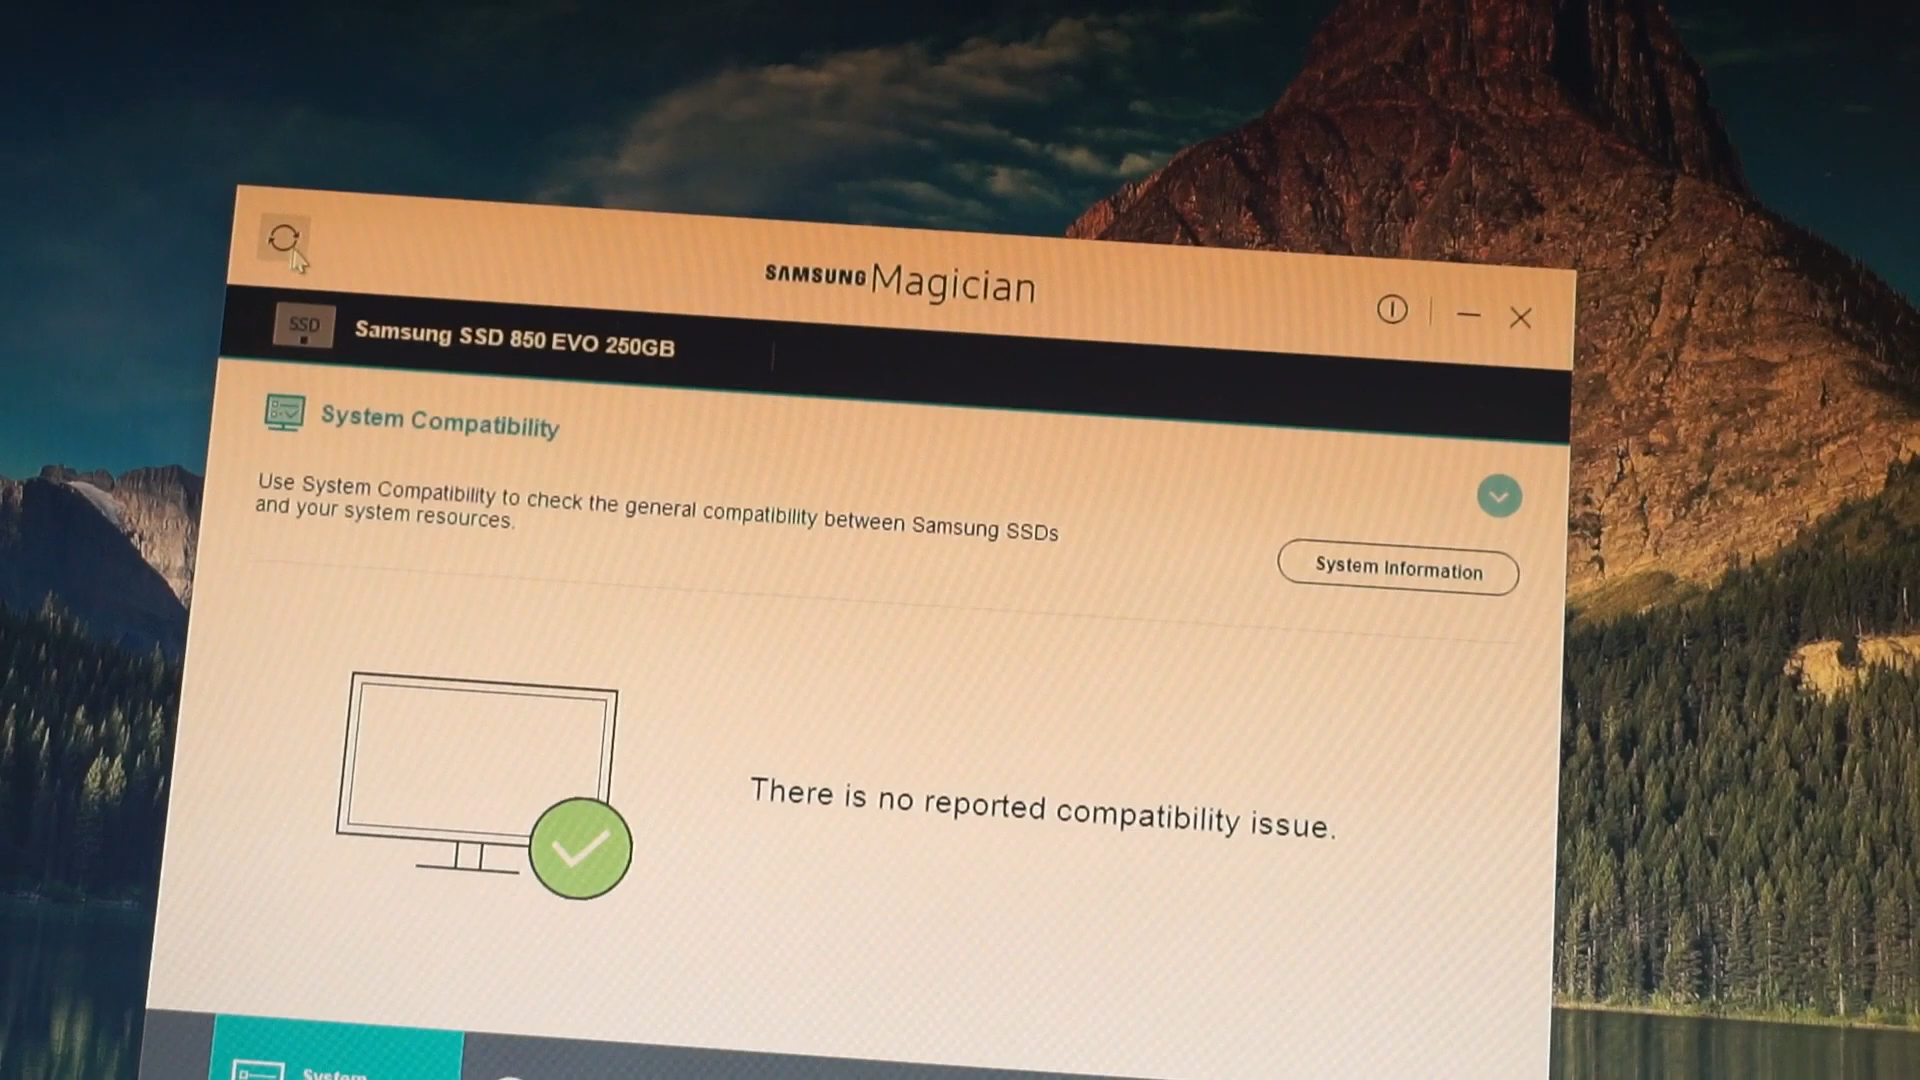 SAMSUNG Magician
SSD
Samsung SSD 850 EVO 250GB
System Compatibility
Use System Compatibility to check the general compatibility between Samsung SSDs
and your system resources.
System Information
There is no reported compatibility issue.
System